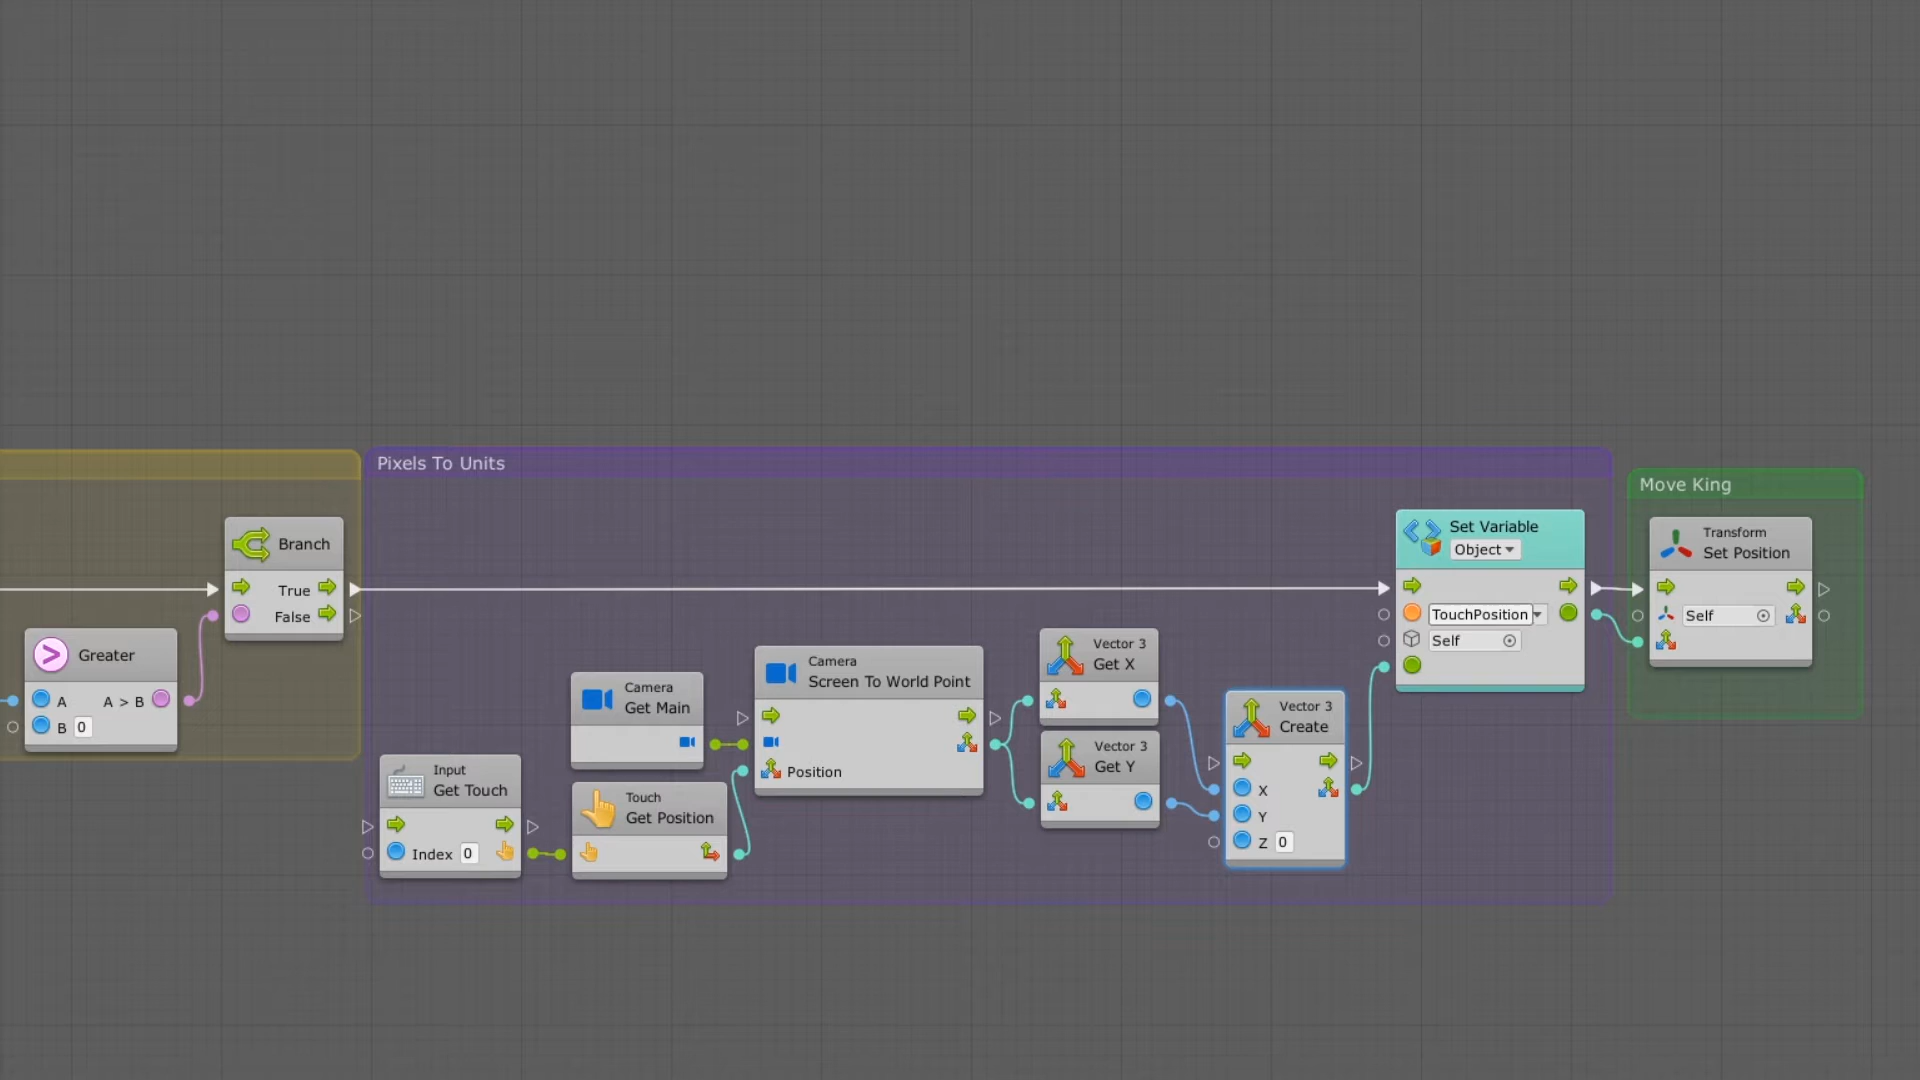 Pixels To Units
Move King
Branch
True
False
Greater
A
A > B
B 0
Input
Get Touch
Index 0
Camera
Get Main
Touch
Get Position
Camera
Screen To World Point
Position
Vector 3
Get X
Vector 3
Get Y
Vector 3
Create
X
Y
Z 0
Set Variable
Object
TouchPosition
Self
Transform
Set Position
Self